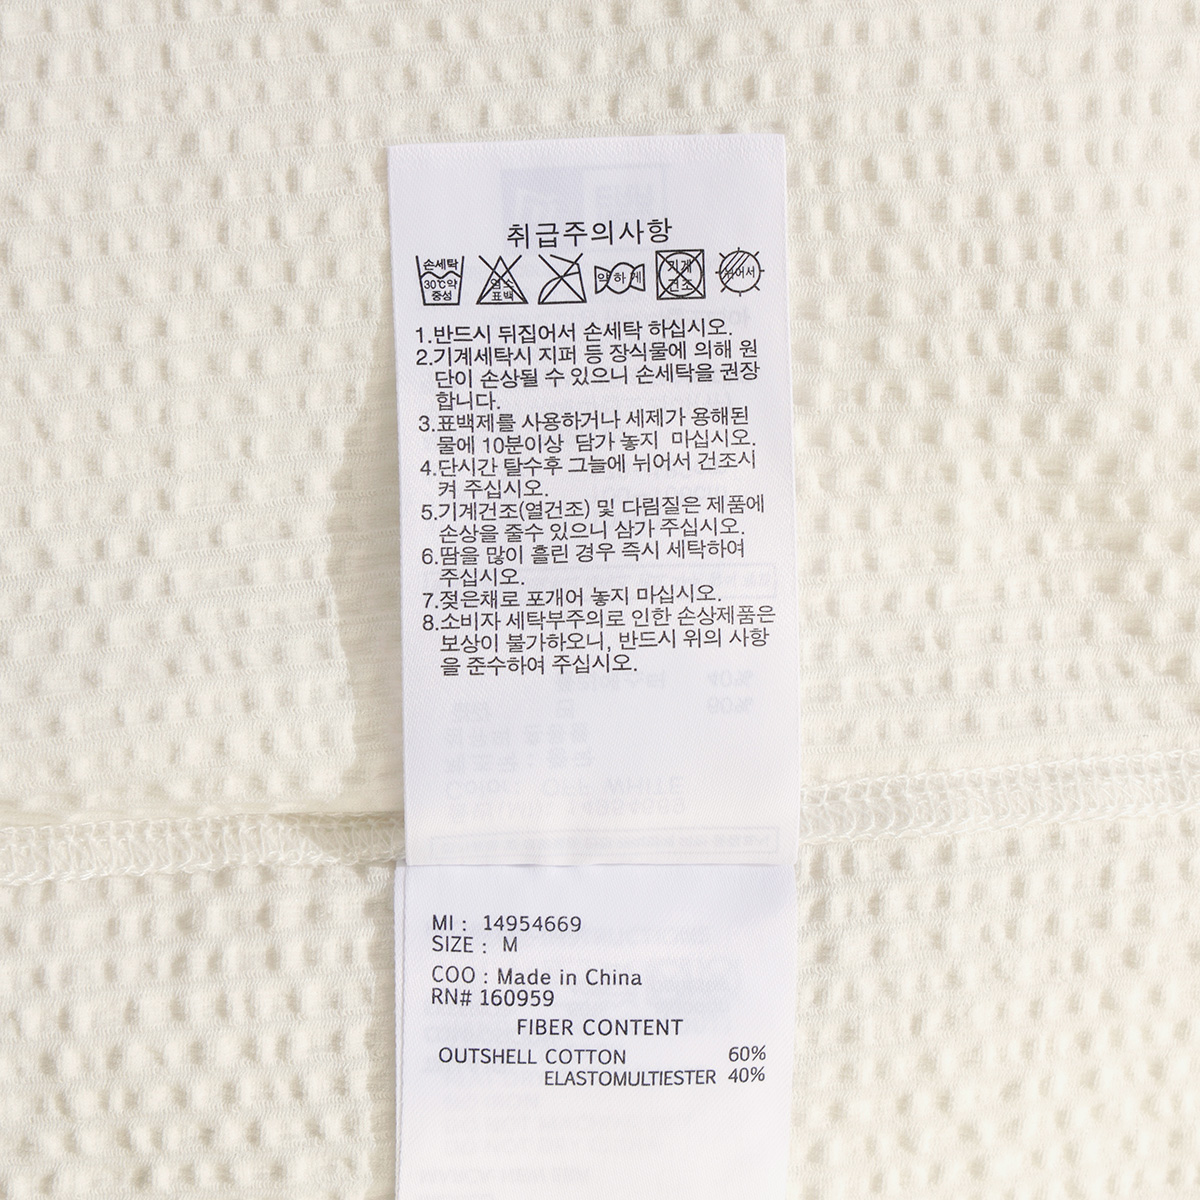 취급주의사항
손세탁
30℃약
중성
염소
표백
약하게
기계
건조
뉘어서
1.반드시 뒤집어서 손세탁 하십시오.
2.기계세탁시 지퍼 등 장식물에 의해 원
단이 손상될 수 있으니 손세탁을 권장
합니다.
3.표백제를 사용하거나 세제가 용해된
물에 10분이상 담가 놓지 마십시오.
4.단시간 탈수후 그늘에 뉘어서 건조시
켜 주십시오.
5.기계건조(열건조) 및 다림질은 제품에
손상을 줄수 있으니 삼가 주십시오.
6.땀을 많이 흘린 경우 즉시 세탁하여
주십시오.
7.젖은채로 포개어 놓지 마십시오.
8.소비자 세탁부주의로 인한 손상제품은
보상이 불가하오니, 반드시 위의 사항
을 준수하여 주십시오.
MI : 14954669
SIZE : M
COO : Made in China
RN# 160959
FIBER CONTENT
OUTSHELL COTTON 60%
ELASTOMULTIESTER 40%